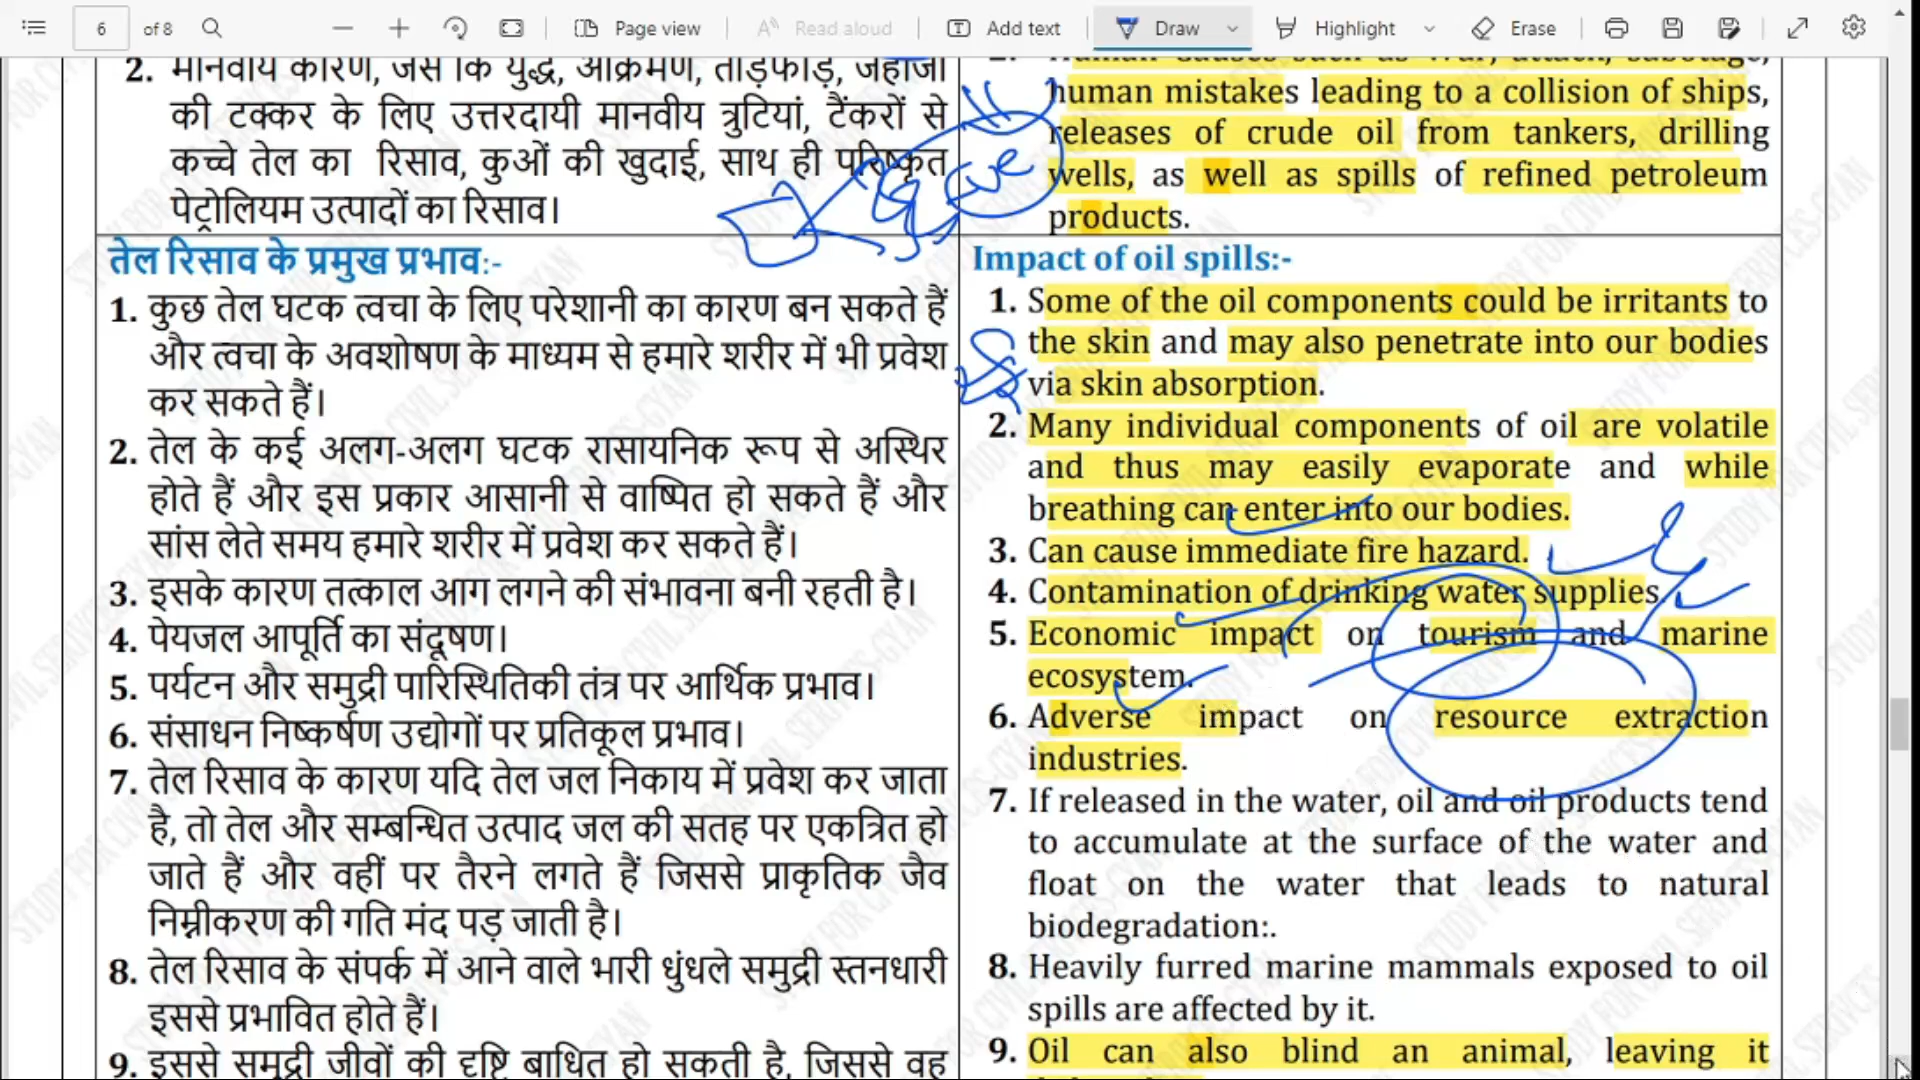 6 of 8 Page view Read aloud Add text Draw Highlight Erase
2. मानवीय कारण, जैसे कि युद्ध, आक्रमण, तोड़फोड़, जहाजों
की टक्कर के लिए उत्तरदायी मानवीय त्रुटियां, टैंकरों से
कच्चे तेल का रिसाव, कुओं की खुदाई, साथ ही परिष्कृत
पेट्रोलियम उत्पादों का रिसाव।
तेल रिसाव के प्रमुख प्रभाव:-
1. कुछ तेल घटक त्वचा के लिए परेशानी का कारण बन सकते हैं
और त्वचा के अवशोषण के माध्यम से हमारे शरीर में भी प्रवेश
कर सकते हैं।
2. तेल के कई अलग-अलग घटक रासायनिक रूप से अस्थिर
होते हैं और इस प्रकार आसानी से वाष्पित हो सकते हैं और
सांस लेते समय हमारे शरीर में प्रवेश कर सकते हैं।
3. इसके कारण तत्काल आग लगने की संभावना बनी रहती है।
4. पेयजल आपूर्ति का संदूषण।
5. पर्यटन और समुद्री पारिस्थितिकी तंत्र पर आर्थिक प्रभाव।
6. संसाधन निष्कर्षण उद्योगों पर प्रतिकूल प्रभाव।
7. तेल रिसाव के कारण यदि तेल जल निकाय में प्रवेश कर जाता
है, तो तेल और सम्बन्धित उत्पाद जल की सतह पर एकत्रित हो
जाते हैं और वहीं पर तैरने लगते हैं जिससे प्राकृतिक जैव
निम्नीकरण की गति मंद पड़ जाती है।
8. तेल रिसाव के संपर्क में आने वाले भारी धुंधले समुद्री स्तनधारी
इससे प्रभावित होते हैं।
9. इससे समुद्री जीवों की दृष्टि बाधित हो सकती है, जिससे वह
2. Human causes such as war, attack, sabotage,
human mistakes leading to a collision of ships,
releases of crude oil from tankers, drilling
wells, as well as spills of refined petroleum
products.
Impact of oil spills:-
1. Some of the oil components could be irritants to
the skin and may also penetrate into our bodies
via skin absorption.
2. Many individual components of oil are volatile
and thus may easily evaporate and while
breathing can enter into our bodies.
3. Can cause immediate fire hazard.
4. Contamination of drinking water supplies.
5. Economic impact on tourism and marine
ecosystem.
6. Adverse impact on resource extraction
industries.
7. If released in the water, oil and oil products tend
to accumulate at the surface of the water and
float on the water that leads to natural
biodegradation:.
8. Heavily furred marine mammals exposed to oil
spills are affected by it.
9. Oil can also blind an animal, leaving it